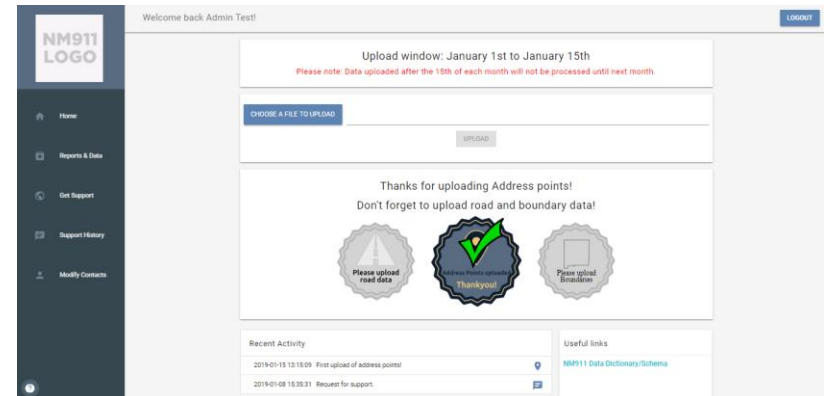 NM911
LOGO
Welcome back Admin Test!
LOGOUT
Home
Reports & Data
Get Support
Support History
Modify Contacts
Upload window: January 1st to January 15th
Please note: Data uploaded after the 15th of each month will not be processed until next month.
CHOOSE A FILE TO UPLOAD
UPLOAD
Thanks for uploading Address points!
Don't forget to upload road and boundary data!
Please upload
road data
Address Points uploaded
Thankyou!
Please upload
Boundaries
Recent Activity
2019-01-15 13:15:09 First upload of address points!
2019-01-08 15:35:31 Request for support.
Useful links
NM911 Data Dictionary/Schema